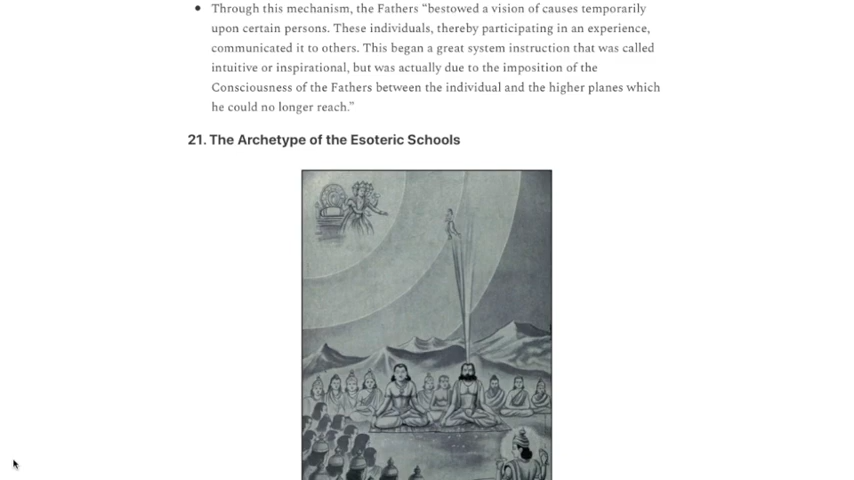 Through this mechanism, the Fathers “bestowed a vision of causes temporarily
upon certain persons. These individuals, thereby participating in an experience,
communicated it to others. This began a great system instruction that was called
intuitive or inspirational, but was actually due to the imposition of the
Consciousness of the Fathers between the individual and the higher planes which
he could no longer reach.”
21. The Archetype of the Esoteric Schools